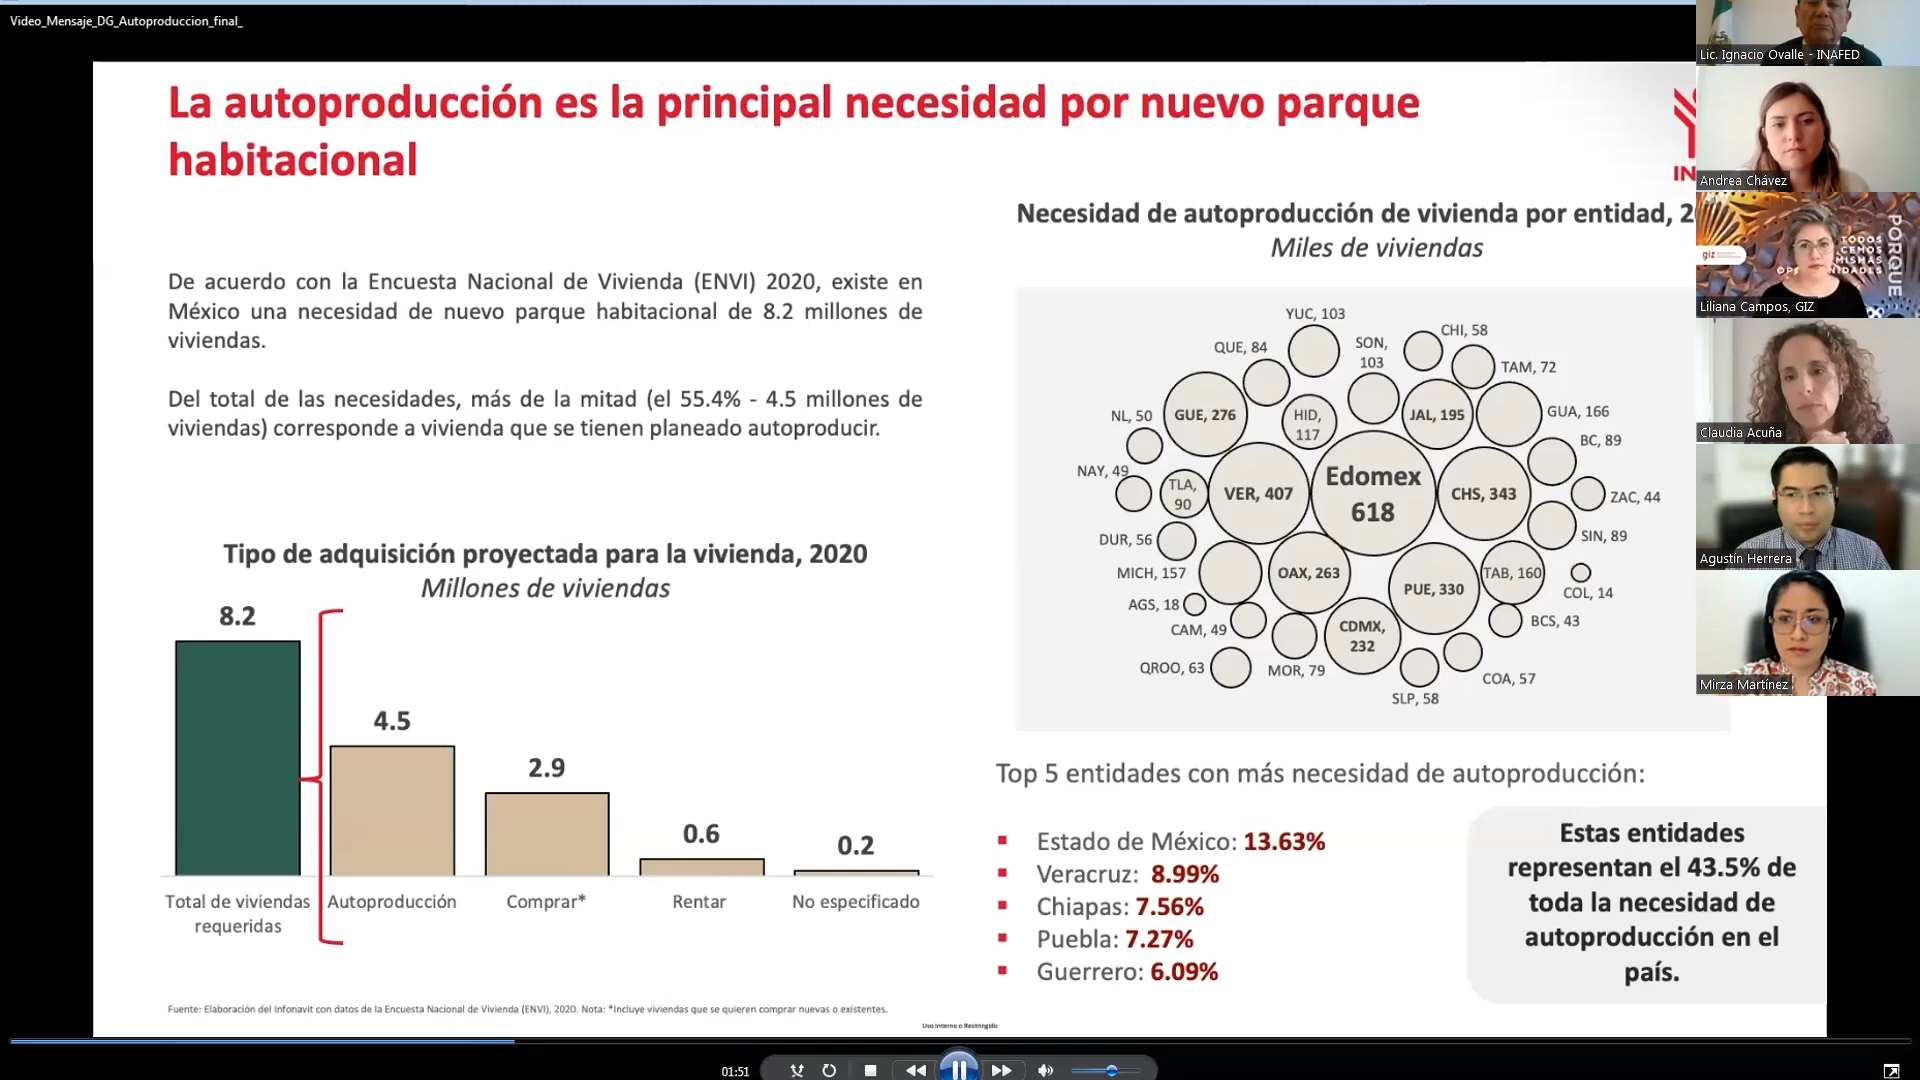 Video_Mensaje_DG_Autoproduccion_final_
La autoproducción es la principal necesidad por nuevo parque
habitacional
De acuerdo con la Encuesta Nacional de Vivienda (ENVI) 2020, existe en
México una necesidad de nuevo parque habitacional de 8.2 millones de
viviendas.
Del total de las necesidades, más de la mitad (el 55.4% - 4.5 millones de
viviendas) corresponde a vivienda que se tienen planeado autoproducir.
Tipo de adquisición proyectada para la vivienda, 2020
Millones de viviendas
8.2
4.5
2.9
0.6
0.2
Total de viviendas
requeridas
Autoproducción
Comprar*
Rentar
No especificado
Fuente: Elaboración del Infonavit con datos de la Encuesta Nacional de Vivienda (ENVI), 2020. Nota: *Incluye viviendas que se quieren comprar nuevas o existentes.
Uso Interno o Restringido
Necesidad de autoproducción de vivienda por entidad, 2
Miles de viviendas
YUC, 103
QUE, 84
SON,
103
CHI, 58
TAM, 72
NL, 50
GUE, 276
HID,
117
JAL, 195
GUA, 166
BC, 89
NAY, 49
TLA,
90
VER, 407
Edomex
618
CHS, 343
ZAC, 44
DUR, 56
SIN, 89
MICH, 157
OAX, 263
PUE, 330
TAB, 160
COL, 14
AGS, 18
CAM, 49
CDMX,
232
BCS, 43
QROO, 63
MOR, 79
SLP, 58
COA, 57
Top 5 entidades con más necesidad de autoproducción:
Estado de México: 13.63%
Veracruz: 8.99%
Chiapas: 7.56%
Puebla: 7.27%
Guerrero: 6.09%
Estas entidades
representan el 43.5% de
toda la necesidad de
autoproducción en el
país.
IN
Lic. Ignacio Ovalle - INAFED
Andrea Chávez
giz
TODOS
CEMOS
MISMAS
OP NIDADES
PORQUE
Liliana Campos, GIZ
Claudia Acuña
Agustín Herrera
Mirza Martínez
01:51